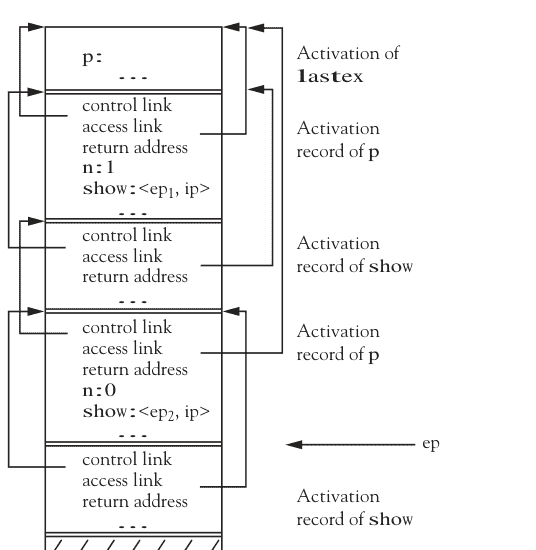 p:
- - -
Activation of
lastex
control link
access link
return address
n:1
show:<ep1, ip>
- - -
Activation
record of p
control link
access link
return address
- - -
Activation
record of show
control link
access link
return address
n:0
show:<ep2, ip>
- - -
Activation
record of p
ep
control link
access link
return address
- - -
Activation
record of show